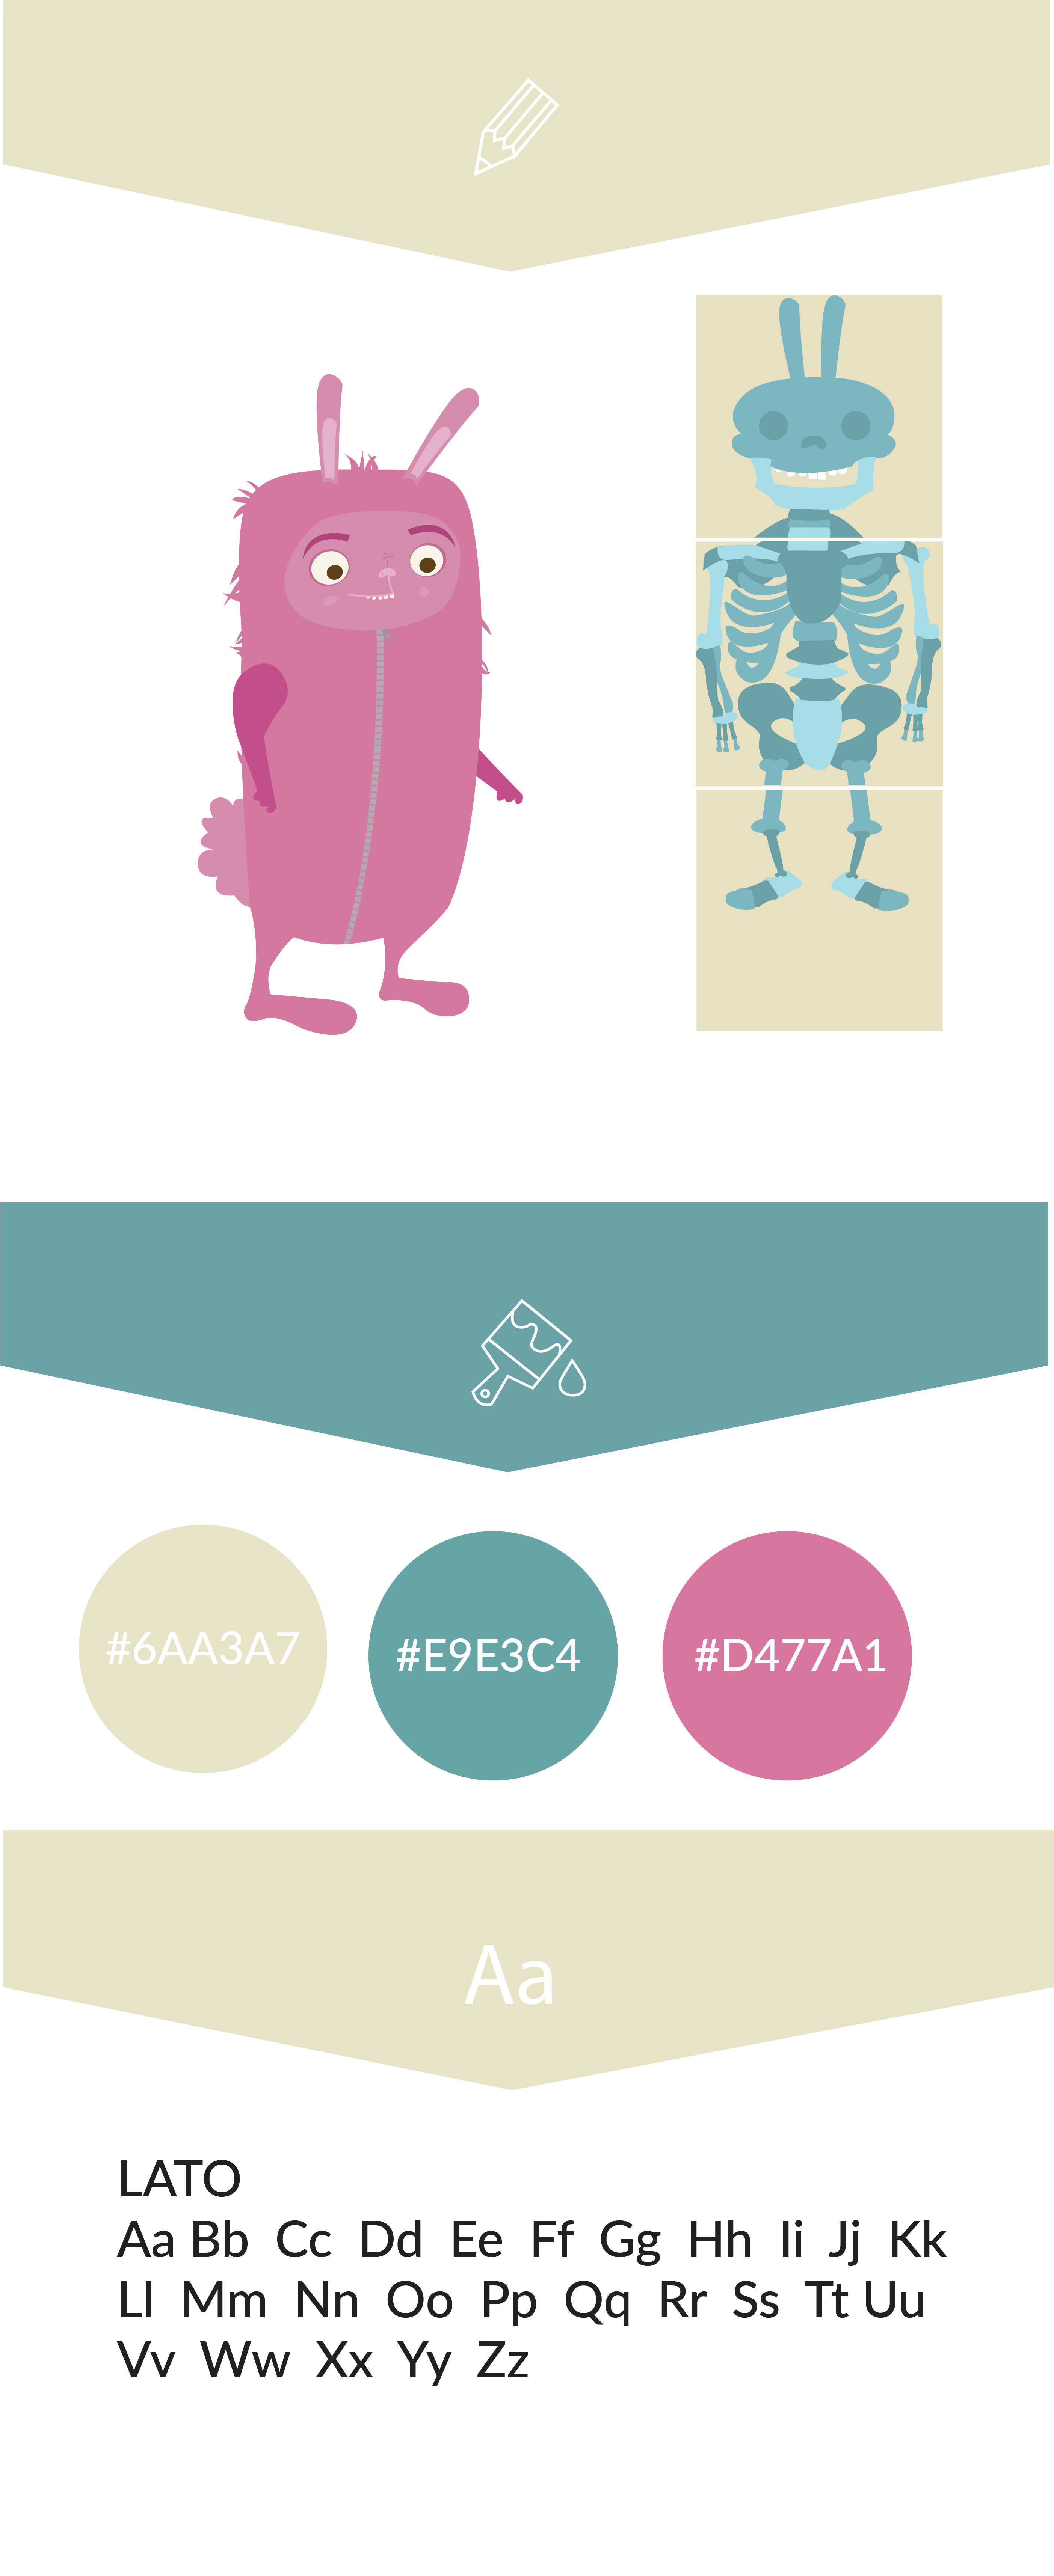 #6AA3A7
#E9E3C4
#D477A1
Aa
LATO
Aa Bb Cc Dd Ee Ff Gg Hh Ii Jj Kk
Ll Mm Nn Oo Pp Qq Rr Ss Tt Uu
Vv Ww Xx Yy Zz